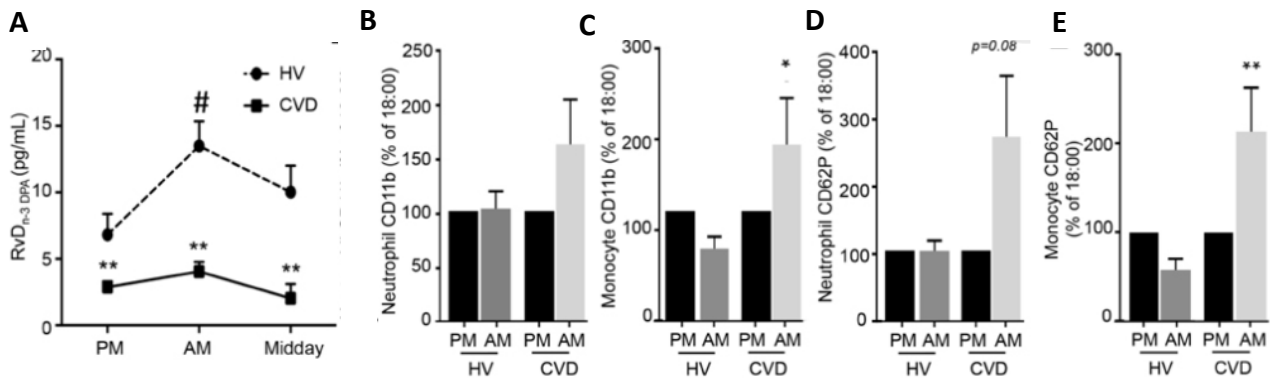 A
RvD n-3 DPA (pg/mL)
20
15
10
5
0
HV
CVD
#
**
**
**
PM AM Midday
B
Neutrophil CD11b (% of 18:00)
250
200
150
100
50
0
PM AM PM AM
HV CVD
C
Monocyte CD11b (% of 18:00)
300
200
100
0
*
PM AM PM AM
HV CVD
D
Neutrophil CD62P (% of 18:00)
400
300
200
100
0
p=0.08
PM AM PM AM
HV CVD
E
Monocyte CD62P
(% of 18:00)
300
200
100
0
**
PM AM PM AM
HV CVD